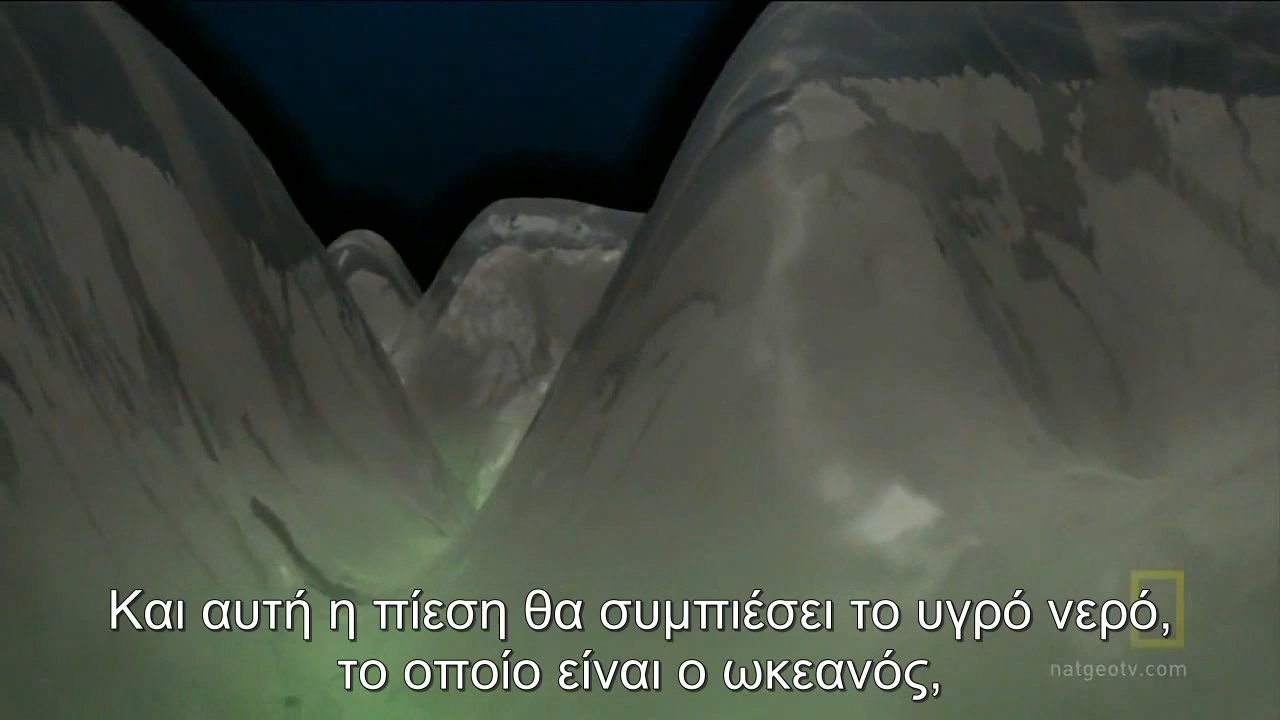 Και αυτή η πίεση θα συμπιέσει το υγρό νερό,
το οποίο είναι ο ωκεανός,
natgeotv.com